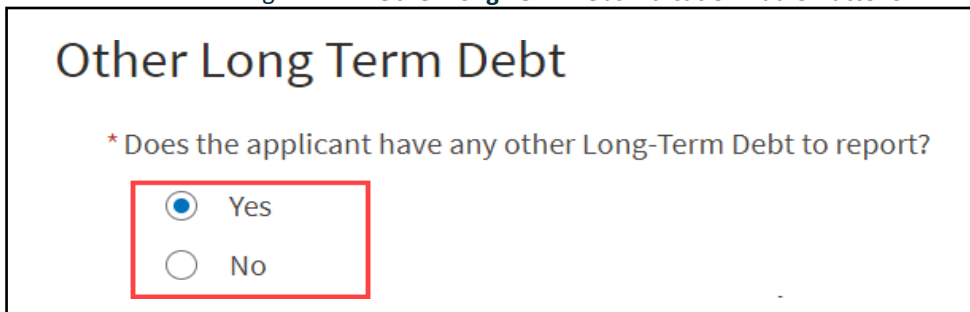 Other Long Term Debt
* Does the applicant have any other Long-Term Debt to report?
Yes
No